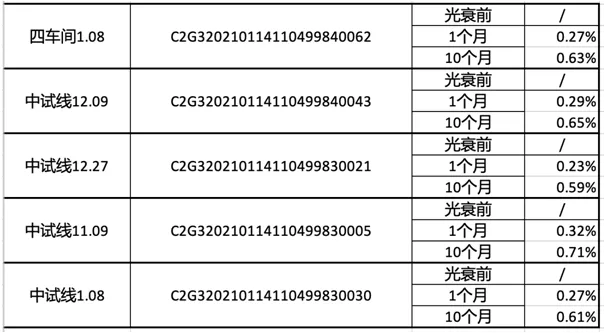 光衰前 /
四车间1.08 C2G320210114110499840062 1个月 0.27%
10个月 0.63%
光衰前 /
中试线12.09 C2G320210114110499840043 1个月 0.29%
10个月 0.65%
光衰前 /
中试线12.27 C2G320210114110499830021 1个月 0.23%
10个月 0.59%
光衰前 /
中试线11.09 C2G320210114110499830005 1个月 0.32%
10个月 0.71%
光衰前 /
中试线1.08 C2G320210114110499830030 1个月 0.27%
10个月 0.61%